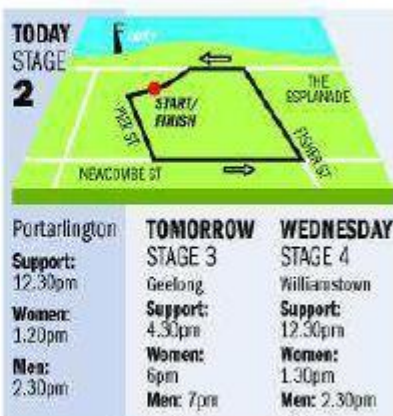 TODAY
STAGE
2
START/
FINISH
THE
ESPLANADE
PIER ST
FISHER ST
NEWCOMBE ST
Portarlington
Support:
12.30pm
Women:
1.20pm
Men:
2.30pm
TOMORROW
STAGE 3
Geelong
Support:
4.30pm
Women:
6pm
Men: 7pm
WEDNESDAY
STAGE 4
Williamstown
Support:
12.30pm
Women:
1.30pm
Men: 2.30pm